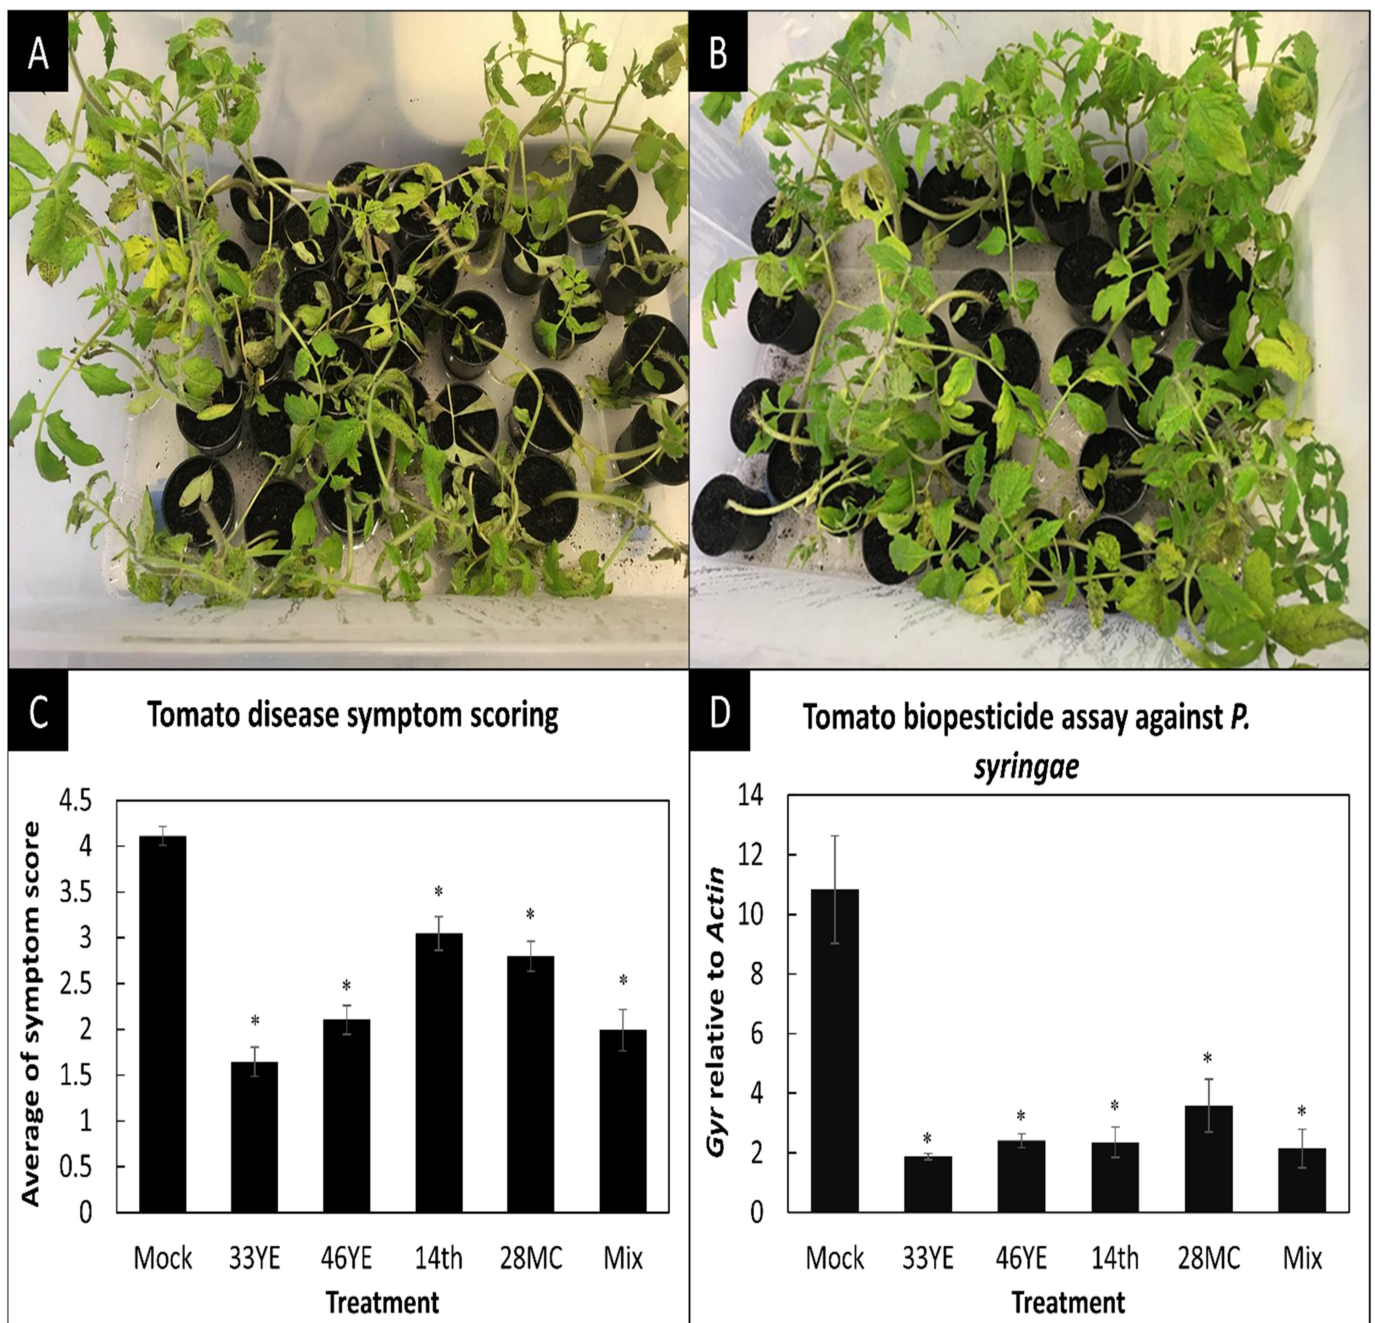 A
B
C
Tomato disease symptom scoring
Average of symptom score
4.5
4
3.5
3
2.5
2
1.5
1
0.5
0
*
*
*
*
*
Mock 33YE 46YE 14th 28MC Mix
Treatment
D
Tomato biopesticide assay against P.
syringae
Gyr relative to Actin
14
12
10
8
6
4
2
0
*
*
*
*
*
Mock 33YE 46YE 14th 28MC Mix
Treatment